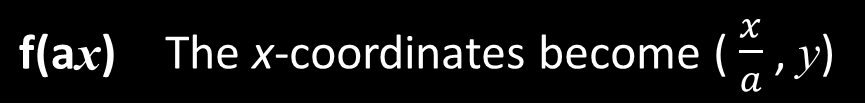 f(ax) The x-coordinates become (x/a, y)